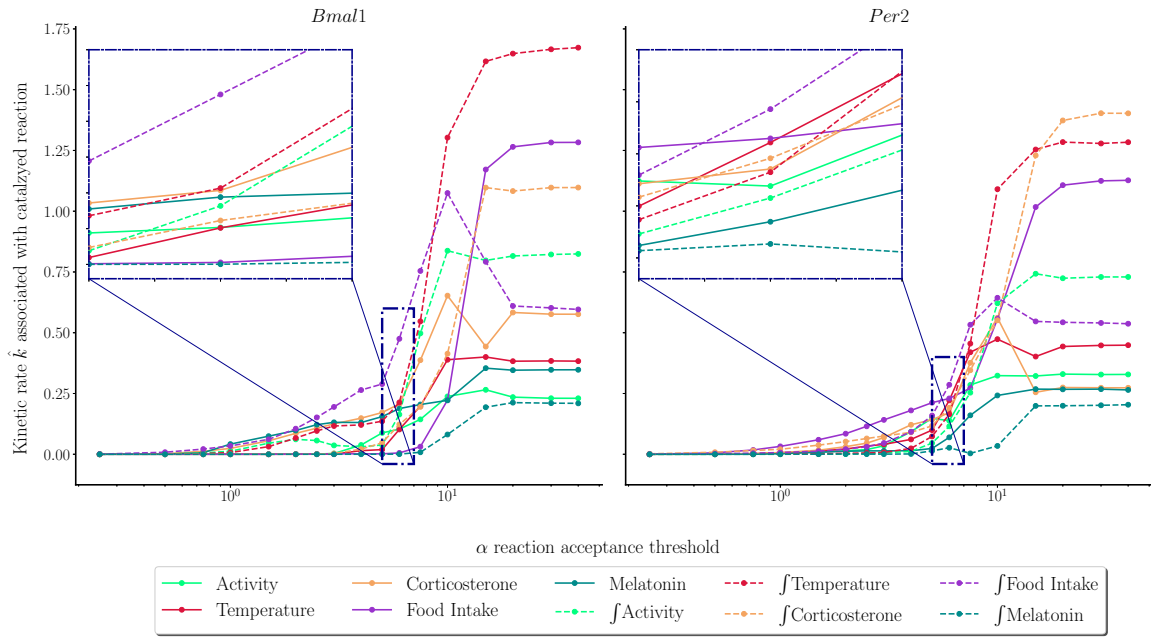 Bmal1
Per2
Kinetic rate k̂ associated with catalzyed reaction
1.75
1.50
1.25
1.00
0.75
0.50
0.25
0.00
10⁰ 10¹
10⁰ 10¹
α reaction acceptance threshold
Activity Corticosterone Melatonin ∫Temperature ∫Food Intake
Temperature Food Intake ∫Activity ∫Corticosterone ∫Melatonin